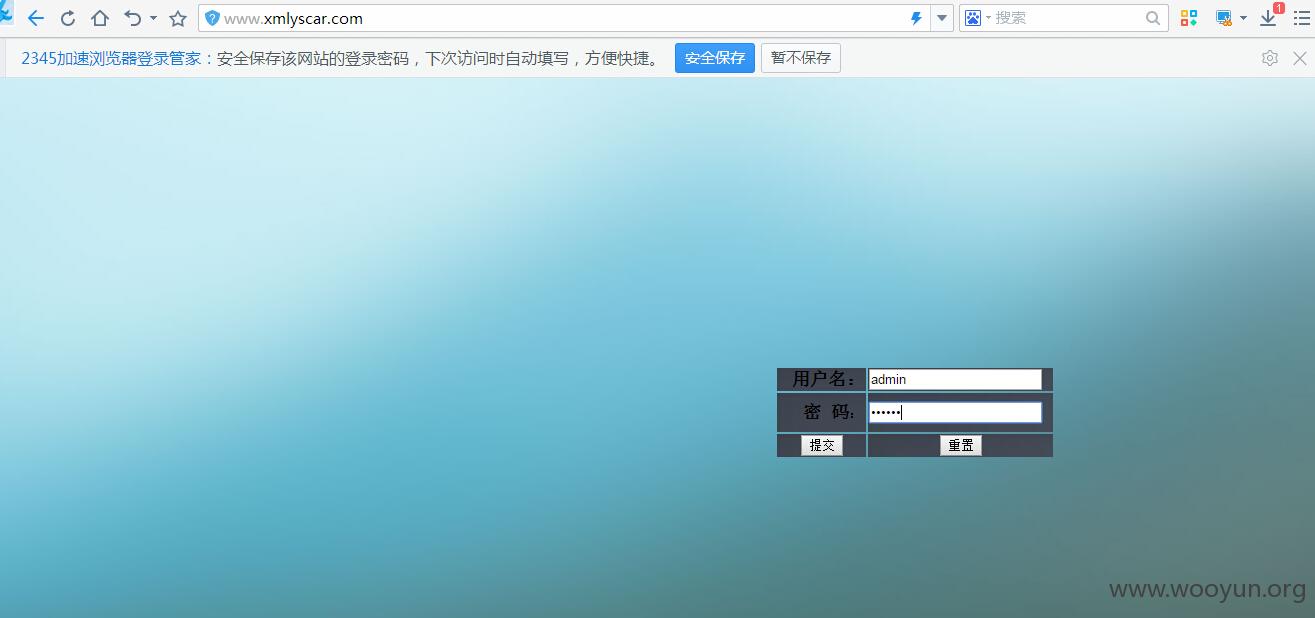 www.xmlyscar.com
搜索
1
2345加速浏览器登录管家：安全保存该网站的登录密码，下次访问时自动填写，方便快捷。 安全保存 暂不保存
用户名： admin
密 码： ••••••
提交 重置
www.wooyun.org